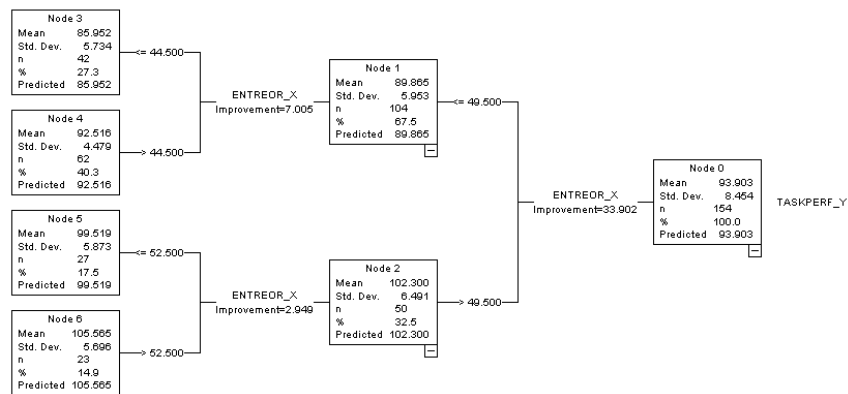 Node 3
Mean 85.952
Std. Dev. 5.734
n 42
% 27.3
Predicted 85.952
<= 44.500
Node 4
Mean 92.516
Std. Dev. 4.479
n 62
% 40.3
Predicted 92.516
> 44.500
ENTREOR_X
Improvement=7.005
Node 1
Mean 89.865
Std. Dev. 5.953
n 104
% 67.5
Predicted 89.865
<= 49.500
Node 5
Mean 99.519
Std. Dev. 5.873
n 27
% 17.5
Predicted 99.519
<= 52.500
Node 6
Mean 105.565
Std. Dev. 5.696
n 23
% 14.9
Predicted 105.565
> 52.500
ENTREOR_X
Improvement=2.949
Node 2
Mean 102.300
Std. Dev. 6.491
n 50
% 32.5
Predicted 102.300
> 49.500
ENTREOR_X
Improvement=33.902
Node 0
Mean 93.903
Std. Dev. 8.454
n 154
% 100.0
Predicted 93.903
TASKPERF_Y